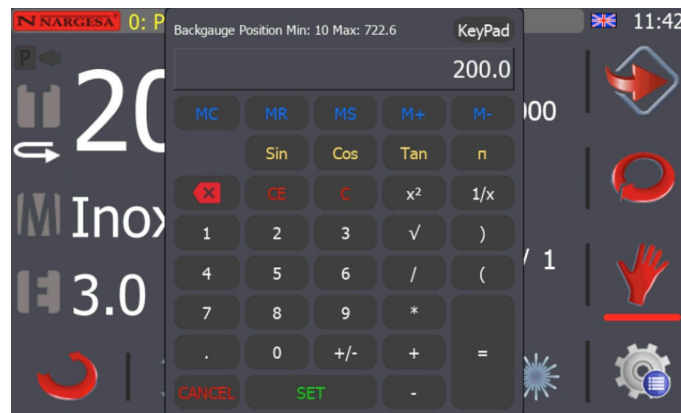 NARGESA 0: P
Backgauge Position Min: 10 Max: 722.6 KeyPad
11:42
200.0
P
20
000
MC MR MS M+ M-
Sin Cos Tan π
CE C x² 1/x
Inox
1 2 3 √ )
/ 1
4 5 6 / (
3.0
7 8 9 *
. 0 +/- + =
CANCEL SET -